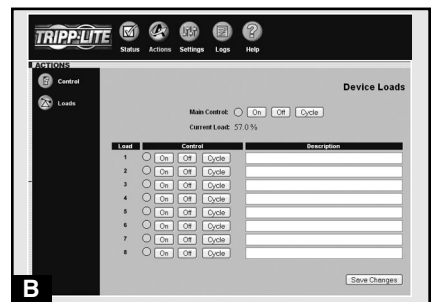 TRIPP·LITE
Status Actions Settings Logs Help
ACTIONS
Control
Loads
Device Loads
Main Control: On Off Cycle
Current Load: 57.0 %
Load Control Description
1 On Off Cycle
2 On Off Cycle
3 On Off Cycle
4 On Off Cycle
5 On Off Cycle
6 On Off Cycle
7 On Off Cycle
8 On Off Cycle
Save Changes
B